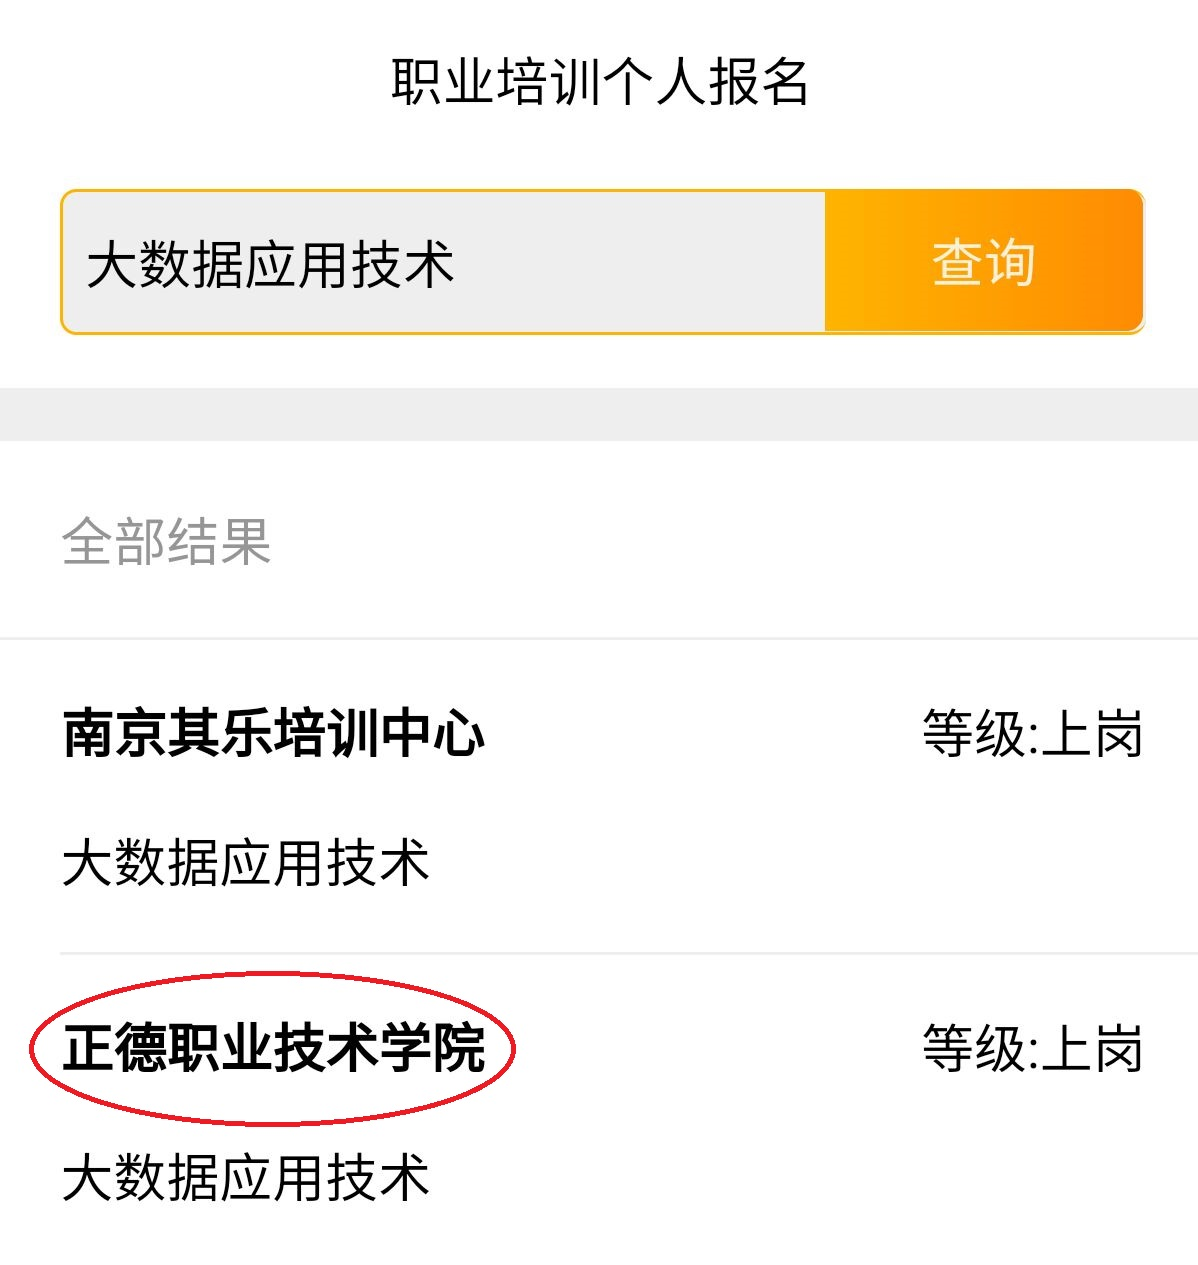 职业培训个人报名
大数据应用技术 查询
全部结果
南京其乐培训中心 等级:上岗
大数据应用技术
正德职业技术学院 等级:上岗
大数据应用技术